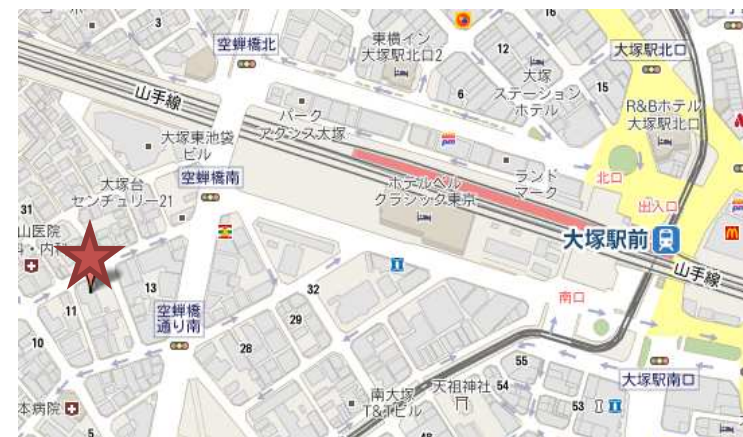 3
空蝉橋北
東横イン
大塚駅北口2
12
16
大塚駅北口
山手線
6
大塚
ステーション
ホテル
15
R&Bホテル
大塚駅北口
パーク
アクシス大塚
pm
大塚東池袋
ビル
空蝉橋南
大塚台
センチュリー21
ホテルベル
クラシック東京
ランド
マーク
北口
出入口
31
山医院
・内科
大塚駅前
山手線
11
13
32
南口
空蝉橋
通り南
29
28
10
55
大塚駅南口
南大塚
T&Tビル
天祖神社
54
53
本病院
5